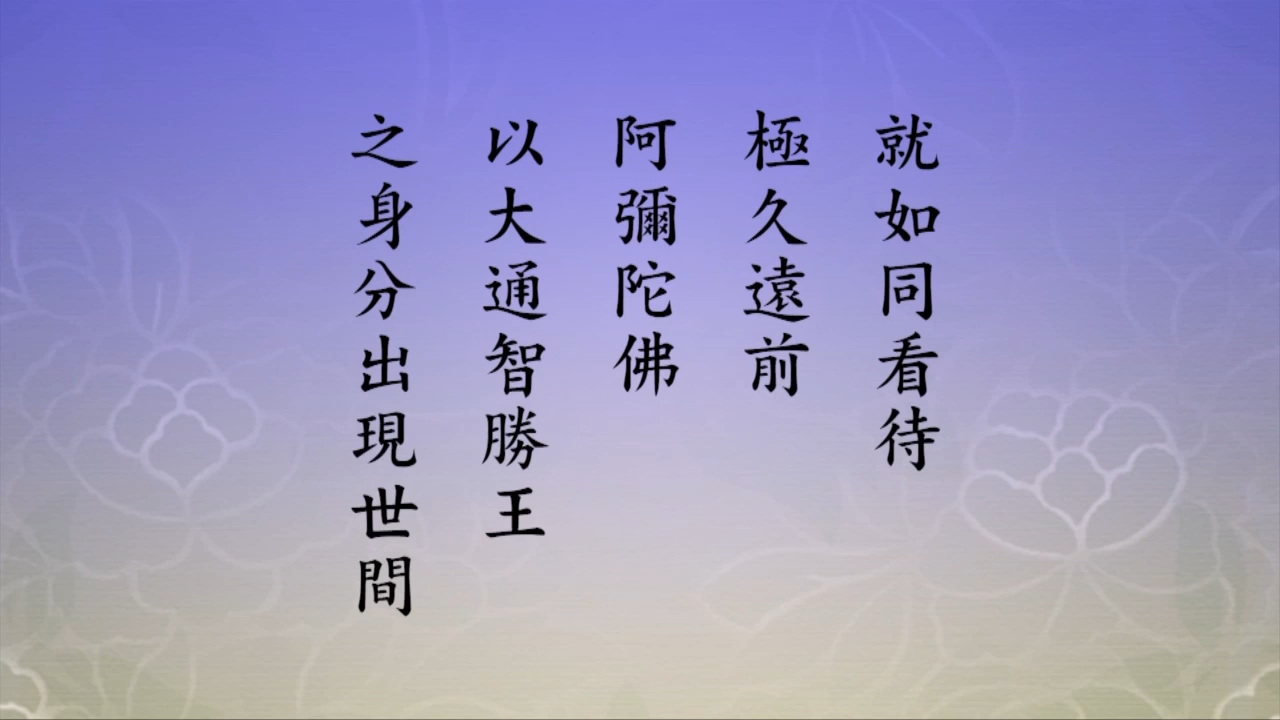 就如同看待
極久遠前
阿彌陀佛
以大通智勝王
之身分出現世間